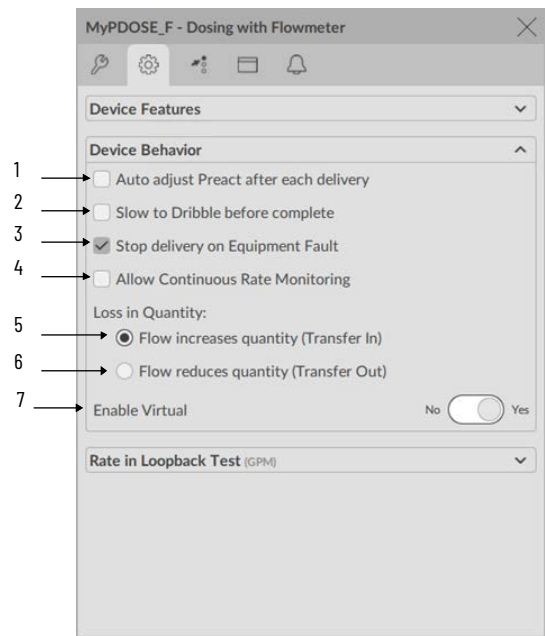 MyPDOSE_F - Dosing with Flowmeter
Device Features
Device Behavior
1 Auto adjust Preact after each delivery
2 Slow to Dribble before complete
3 Stop delivery on Equipment Fault
4 Allow Continuous Rate Monitoring
Loss in Quantity:
5 Flow increases quantity (Transfer In)
6 Flow reduces quantity (Transfer Out)
7 Enable Virtual No Yes
Rate in Loopback Test (GPM)